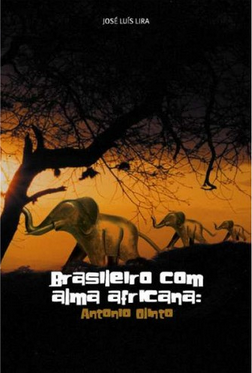 JOSÉ LUÍS LIRA
Brasileiro com
alma africana:
Antonio Olinto